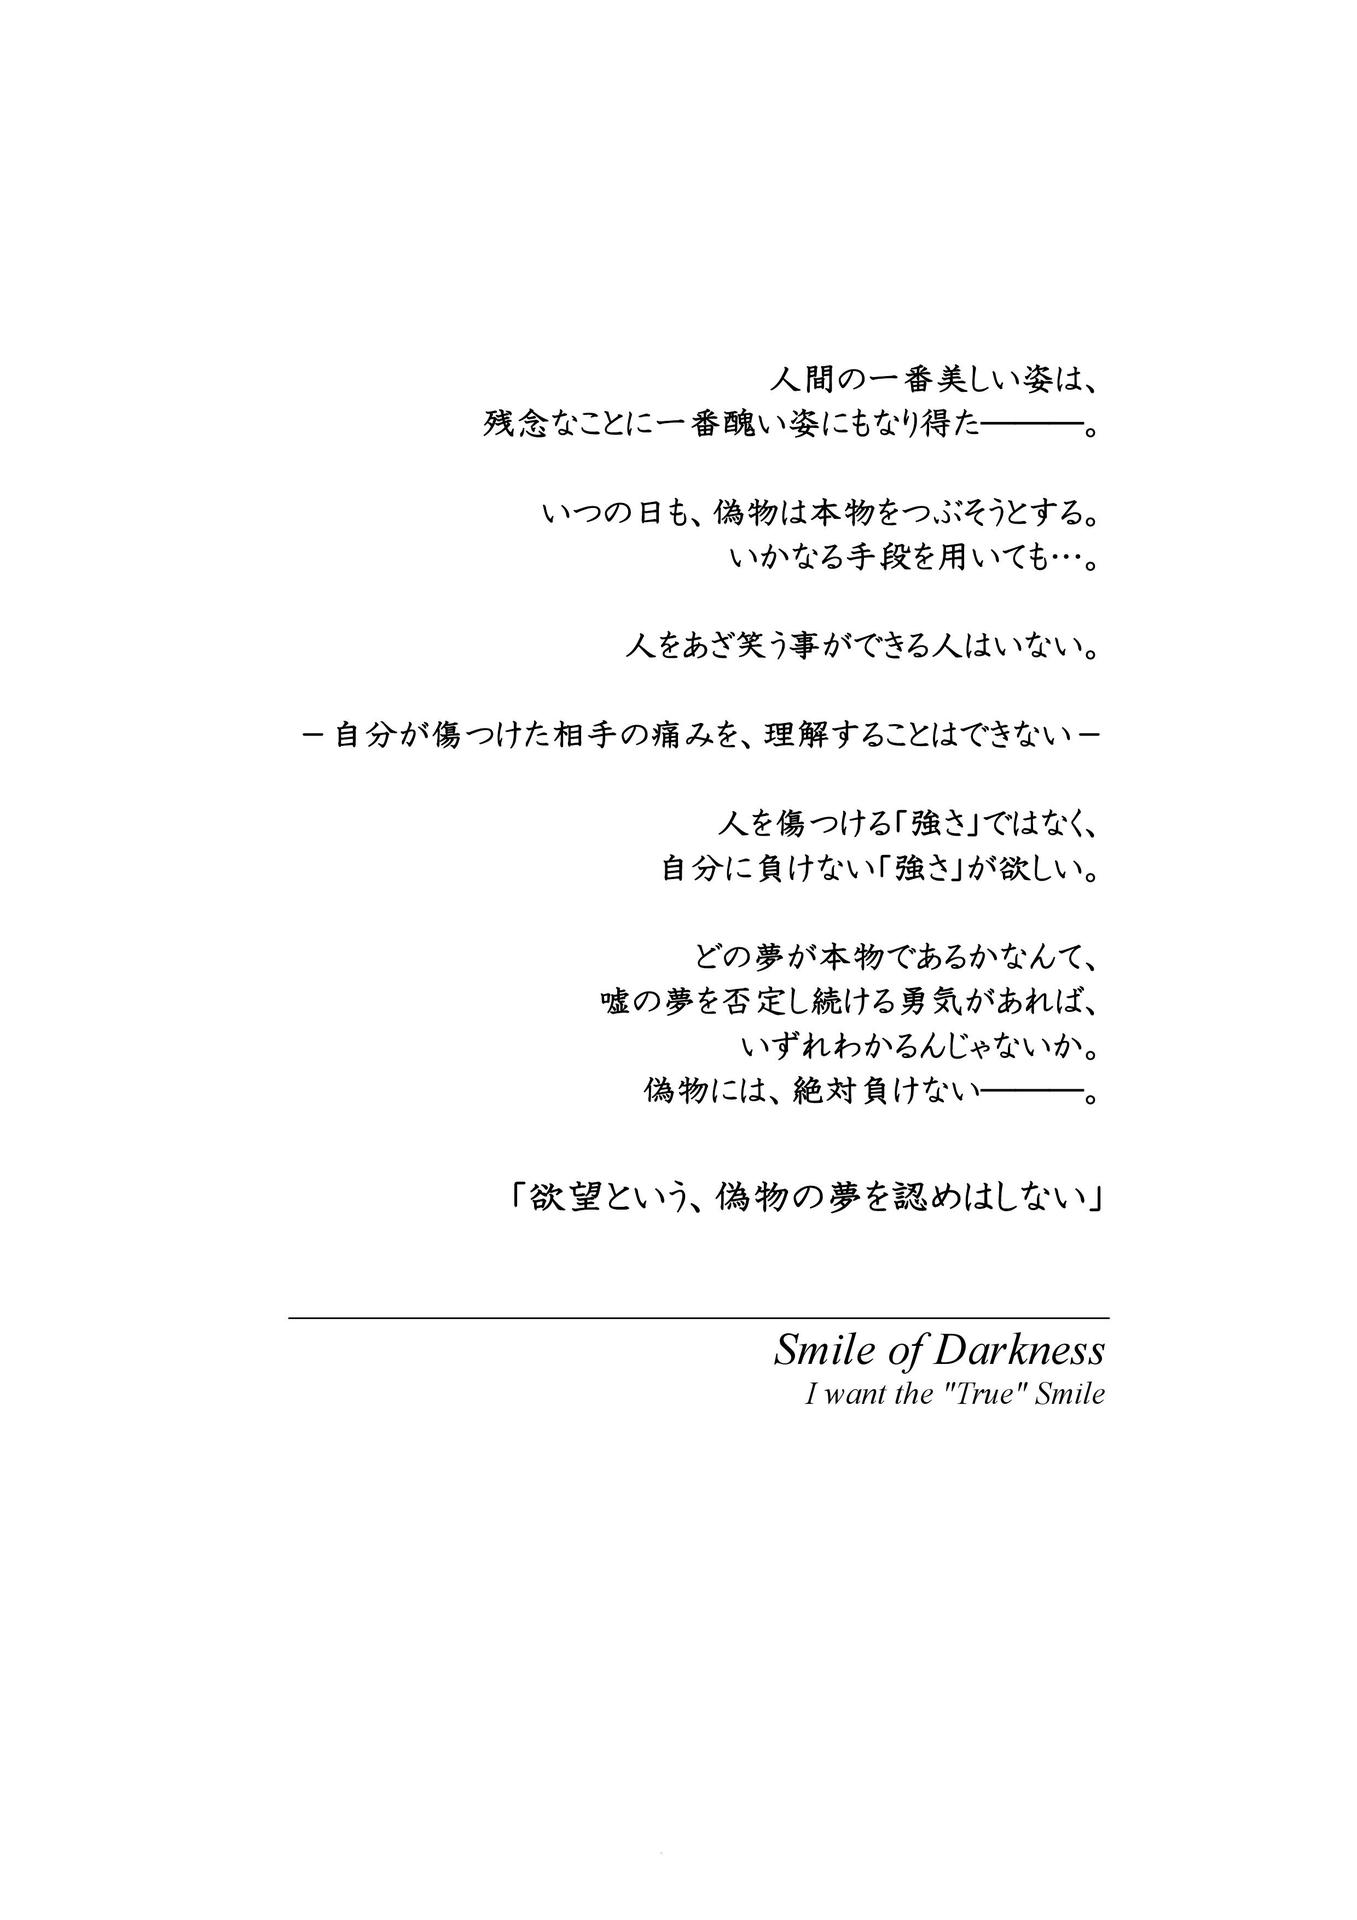 人間の一番美しい姿は、
残念なことに一番醜い姿にもなり得た―――。
いつの日も、偽物は本物をつぶそうとする。
いかなる手段を用いても…。
人をあざ笑う事ができる人はいない。
－自分が傷つけた相手の痛みを、理解することはできない－
人を傷つける「強さ」ではなく、
自分に負けない「強さ」が欲しい。
どの夢が本物であるかなんて、
嘘の夢を否定し続ける勇気があれば、
いずれわかるんじゃないか。
偽物には、絶対負けない―――。
「欲望という、偽物の夢を認めはしない」
Smile of Darkness
I want the "True" Smile